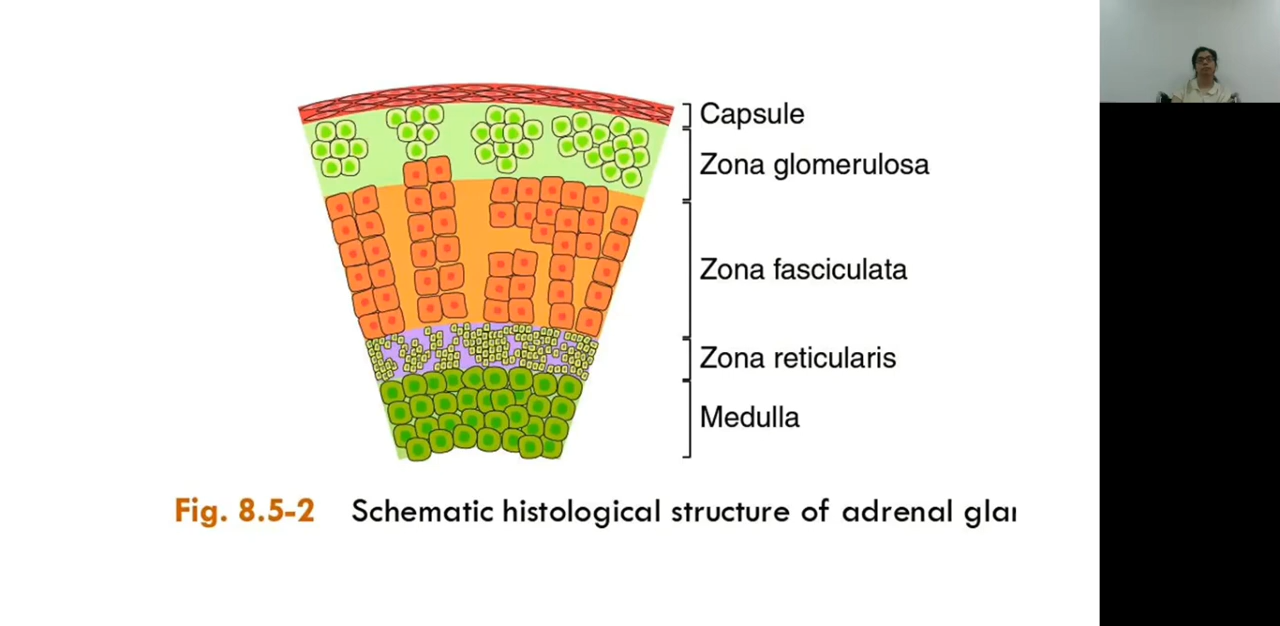 Capsule
Zona glomerulosa
Zona fasciculata
Zona reticularis
Medulla
Fig. 8.5-2 Schematic histological structure of adrenal